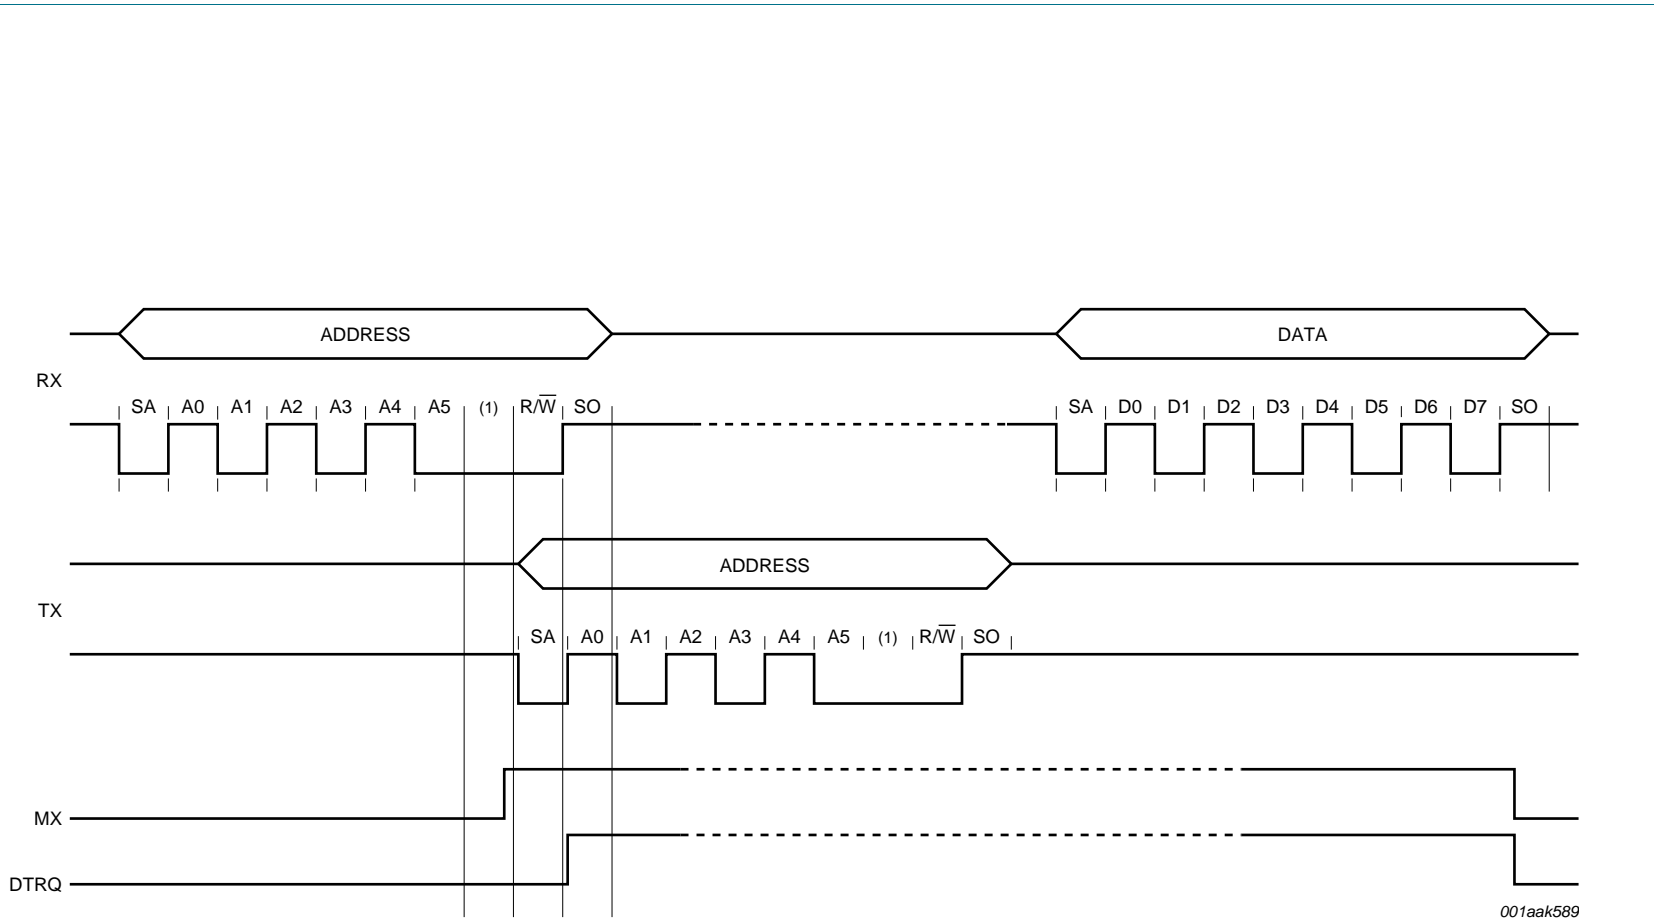 ADDRESS DATA
RX
SA A0 A1 A2 A3 A4 A5 (1) R/W̅ SO SA D0 D1 D2 D3 D4 D5 D6 D7 SO
ADDRESS
TX
SA A0 A1 A2 A3 A4 A5 (1) R/W̅ SO
MX
DTRQ
001aak589